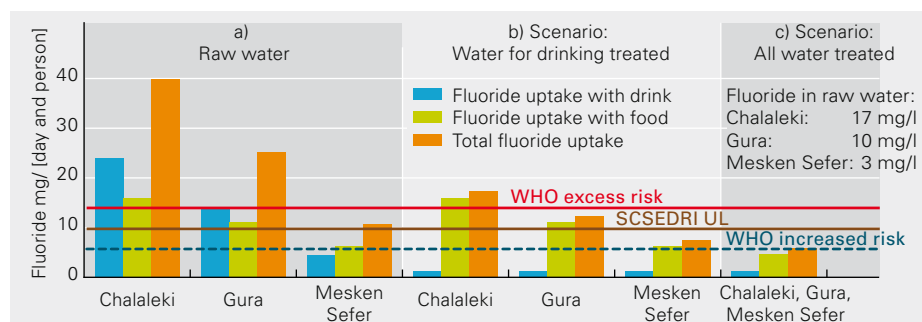 a)
Raw water
b) Scenario:
Water for drinking treated
c) Scenario:
All water treated
Fluoride mg/ [day and person]
40
30
20
10
0
Fluoride uptake with drink
Fluoride uptake with food
Total fluoride uptake
Fluoride in raw water:
Chalaleki: 17 mg/l
Gura: 10 mg/l
Mesken Sefer: 3 mg/l
WHO excess risk
SCSEDRI UL
WHO increased risk
Chalaleki
Gura
Mesken
Sefer
Chalaleki
Gura
Mesken
Sefer
Chalaleki, Gura,
Mesken Sefer